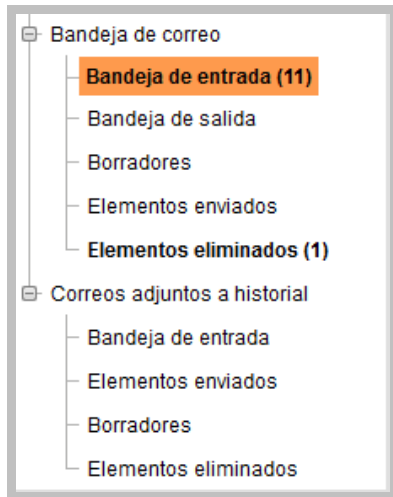 Bandeja de correo
Bandeja de entrada (11)
Bandeja de salida
Borradores
Elementos enviados
Elementos eliminados (1)
Correos adjuntos a historial
Bandeja de entrada
Elementos enviados
Borradores
Elementos eliminados